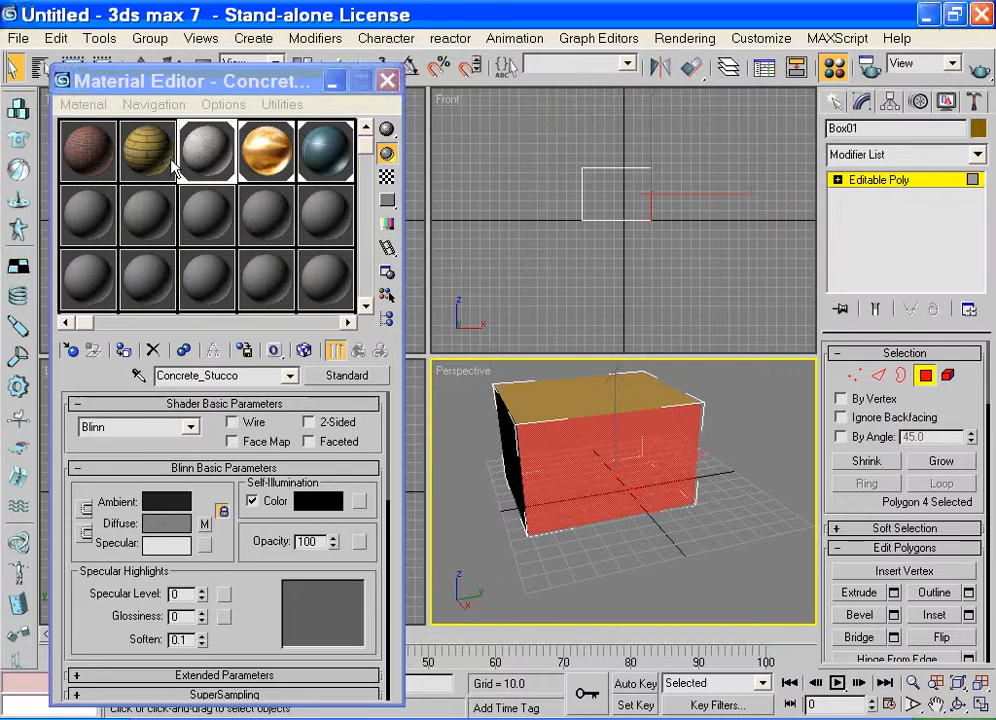 Untitled - 3ds max 7 - Stand-alone License
File Edit Tools Group Views Create Modifiers Character reactor Animation Graph Editors Rendering Customize MAXScript Help
View
View
Material Editor - Concret...
Material Navigation Options Utilities
Concrete_Stucco
Standard
Shader Basic Parameters
Blinn
Wire
2-Sided
Face Map
Faceted
Blinn Basic Parameters
Self-Illumination
Ambient:
Color
Diffuse:
M
Specular:
Opacity: 100
Specular Highlights
Specular Level: 0
Glossiness: 0
Soften: 0.1
Extended Parameters
SuperSampling
Front
z
y
x
Perspective
z
y
x
Box01
Modifier List
Editable Poly
Selection
By Vertex
Ignore Backfacing
By Angle: 45.0
Shrink Grow
Ring Loop
Polygon 4 Selected
Soft Selection
Edit Polygons
Insert Vertex
Extrude Outline
Bevel Inset
Bridge Flip
Hinge From Edge
50 60 70 80 90 100
Grid = 10.0
Add Time Tag
Auto Key
Selected
Set Key
Key Filters...
0
Click or click-and-drag to select objects